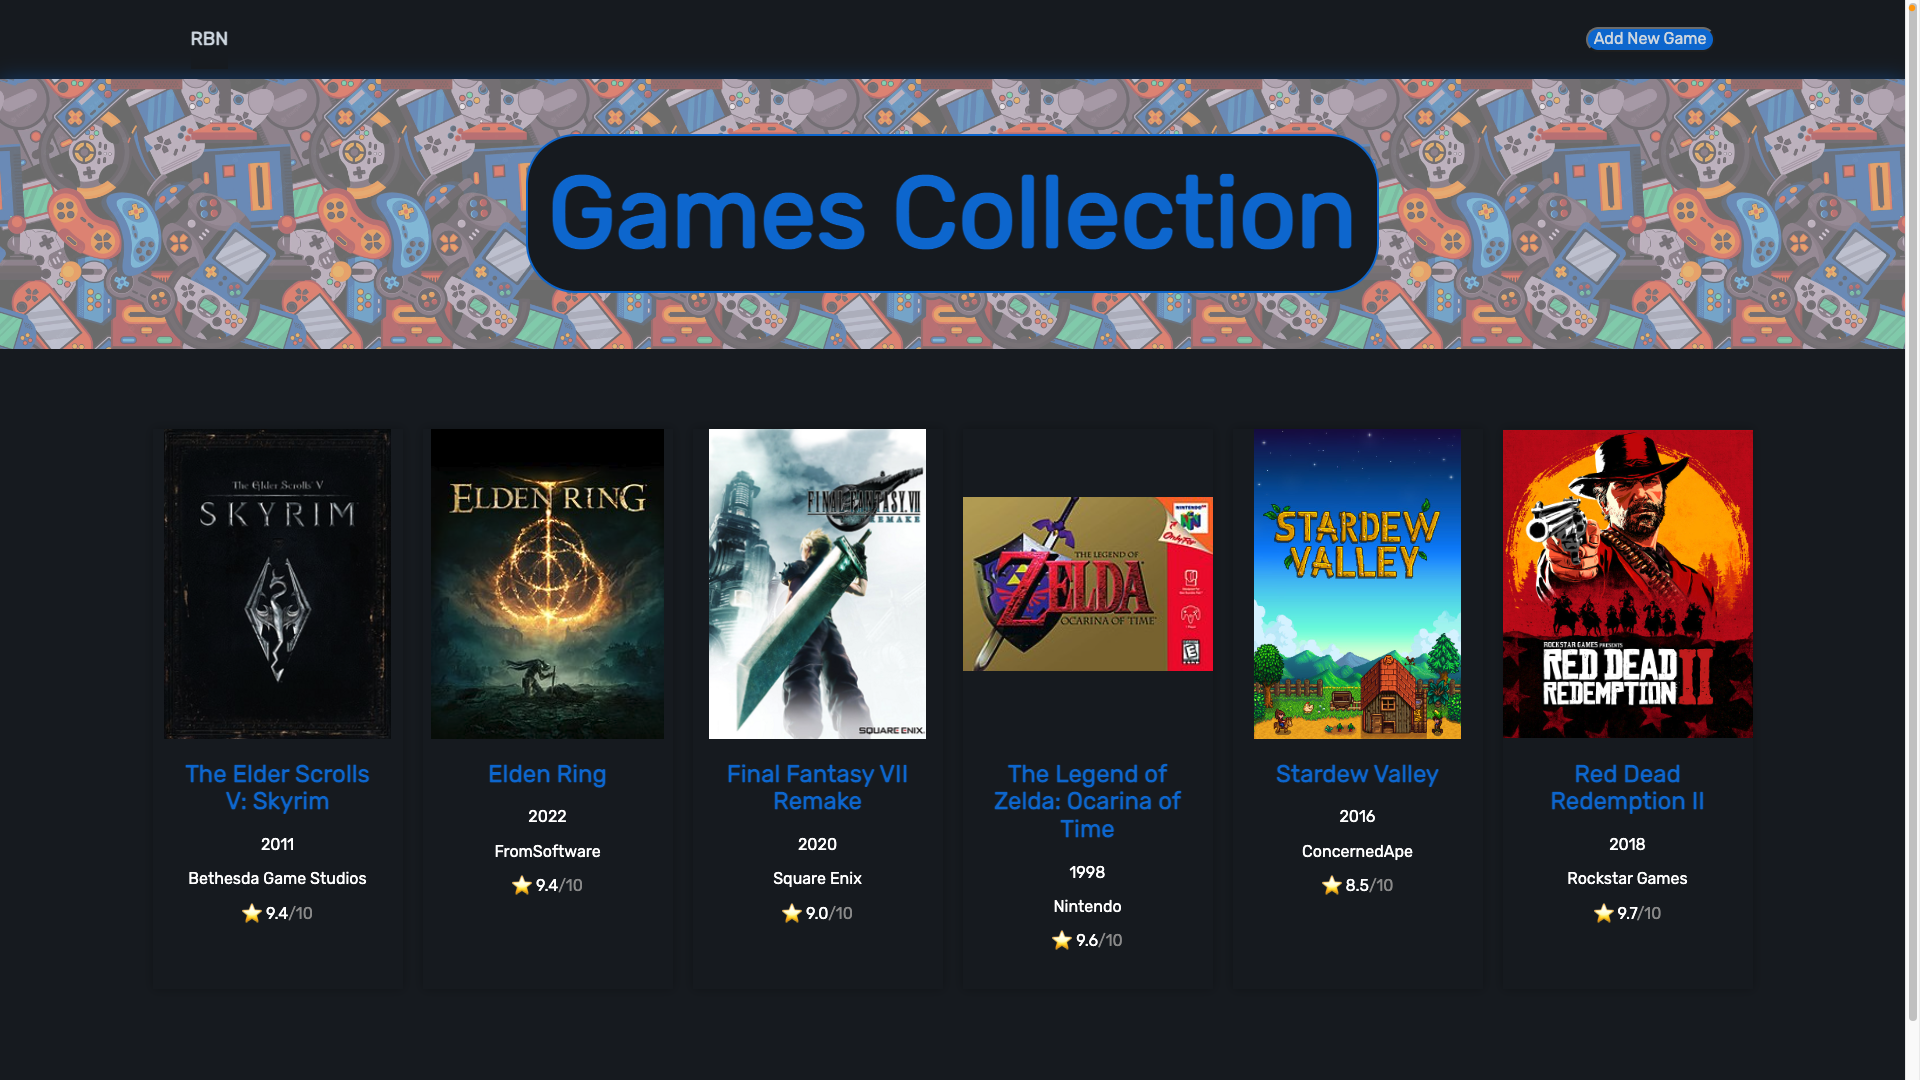 RBN
Add New Game
Games Collection
The Elder Scrolls V
SKYRIM
ELDEN RING
FINAL FANTASY VII
REMAKE
SQUARE ENIX.
NINTENDO
Only For
THE LEGEND OF
ZELDA
OCARINA OF TIME
E
STARDEW
VALLEY
ROCKSTAR GAMES PRESENTS
RED DEAD
REDEMPTION II
The Elder Scrolls
V: Skyrim
2011
Bethesda Game Studios
⭐ 9.4/10
Elden Ring
2022
FromSoftware
⭐ 9.4/10
Final Fantasy VII
Remake
2020
Square Enix
⭐ 9.0/10
The Legend of
Zelda: Ocarina of
Time
1998
Nintendo
⭐ 9.6/10
Stardew Valley
2016
ConcernedApe
⭐ 8.5/10
Red Dead
Redemption II
2018
Rockstar Games
⭐ 9.7/10